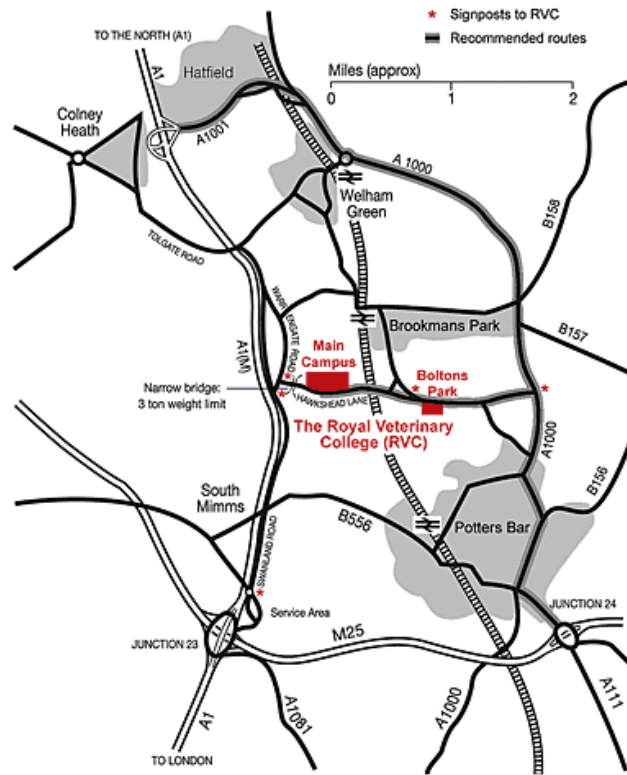 * Signposts to RVC
Recommended routes
TO THE NORTH (A1)
A1
Hatfield
Miles (approx)
0 1 2
Colney
Heath
A1001
A 1000
Welham
Green
B158
TOLGATE ROAD
WARRENGATE ROAD
A1(M)
Brookmans Park
B157
Main
Campus
Boltons
Park
Narrow bridge:
3 ton weight limit
HAWKSHEAD LANE
The Royal Veterinary
College (RVC)
A1000
South
Mimms
B556
B156
Potters Bar
SWANLAND ROAD
Service Area
JUNCTION 24
JUNCTION 23
M25
A1
A1081
A1000
A111
TO LONDON